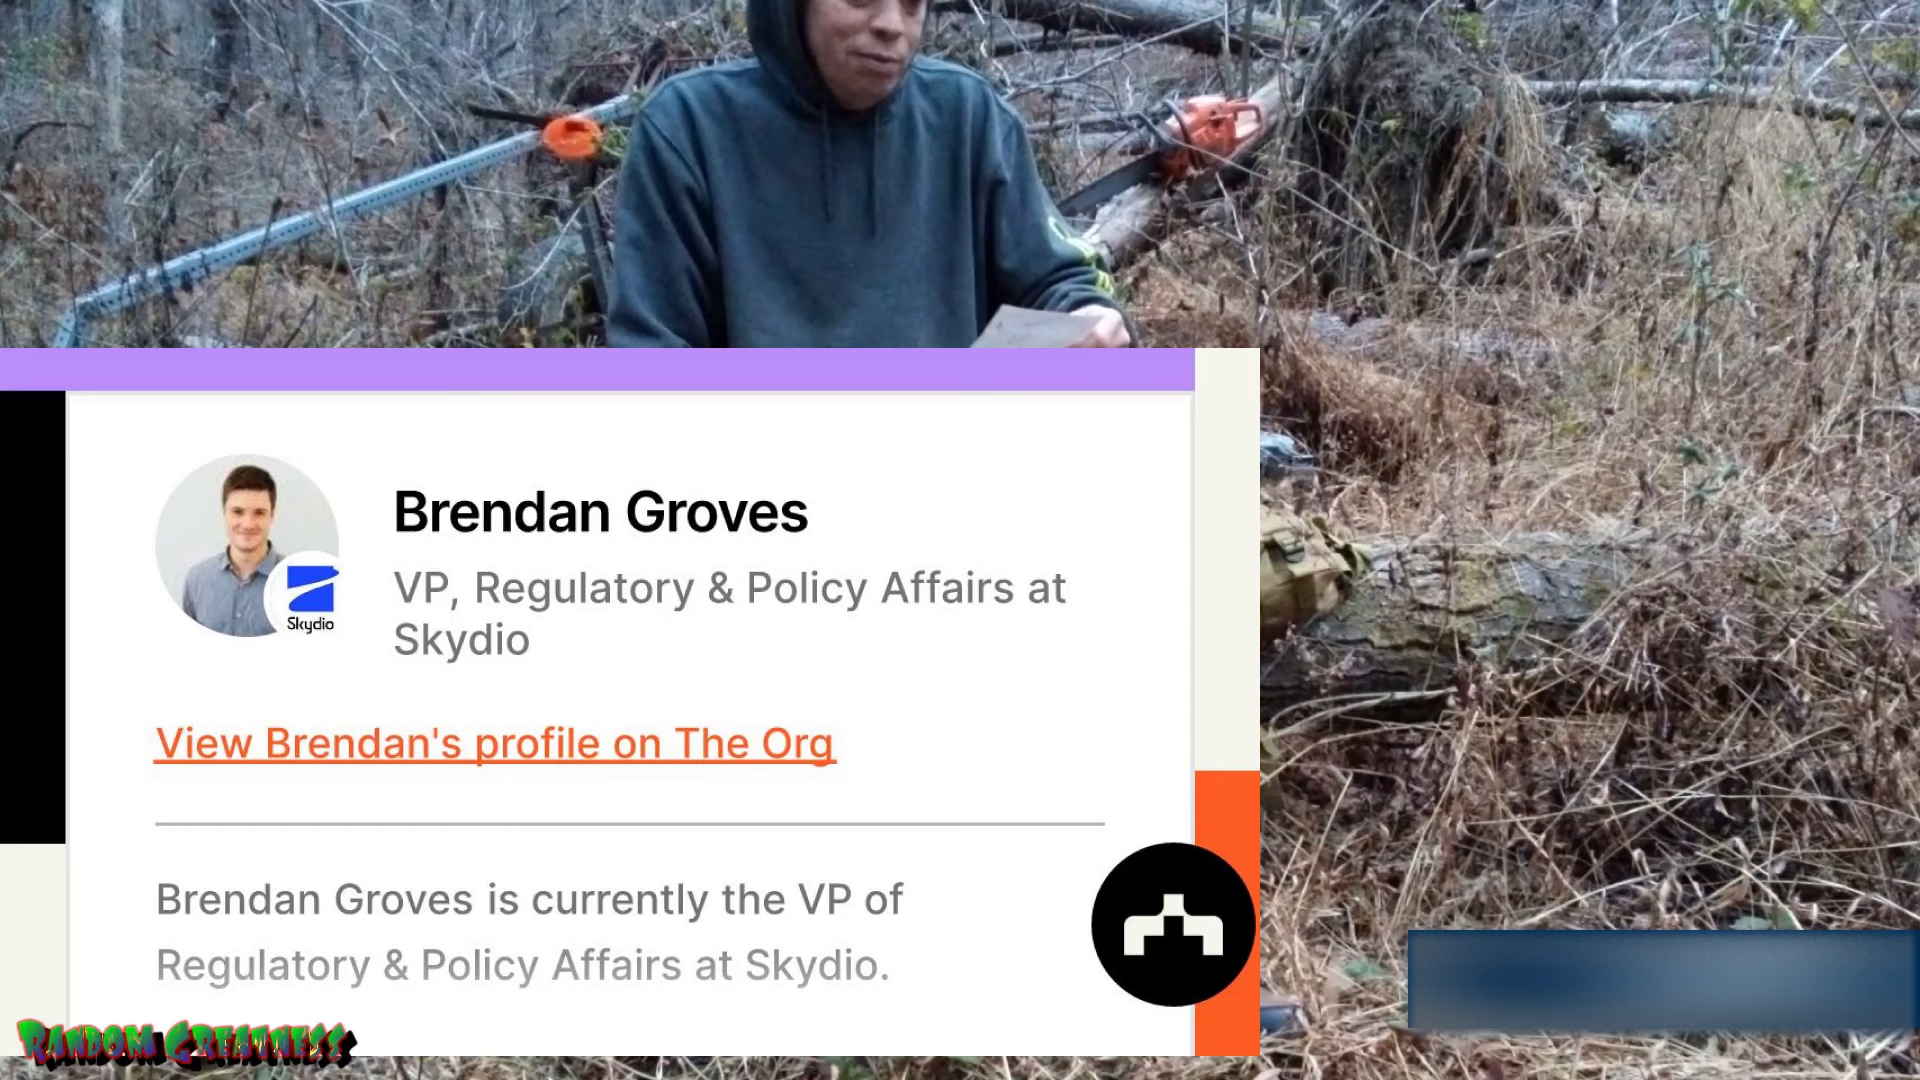 Brendan Groves
VP, Regulatory & Policy Affairs at
Skydio
Skydio
View Brendan's profile on The Org
Brendan Groves is currently the VP of
Regulatory & Policy Affairs at Skydio.
RANDOM GREATNESS